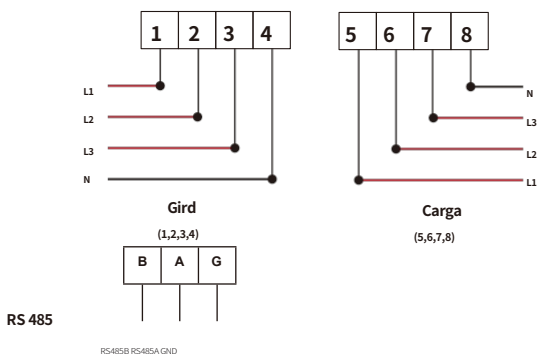 1 2 3 4
5 6 7 8
L1
L2
L3
N
N
L3
L2
L1
Gird
(1,2,3,4)
Carga
(5,6,7,8)
B A G
RS 485
RS485B RS485A GND